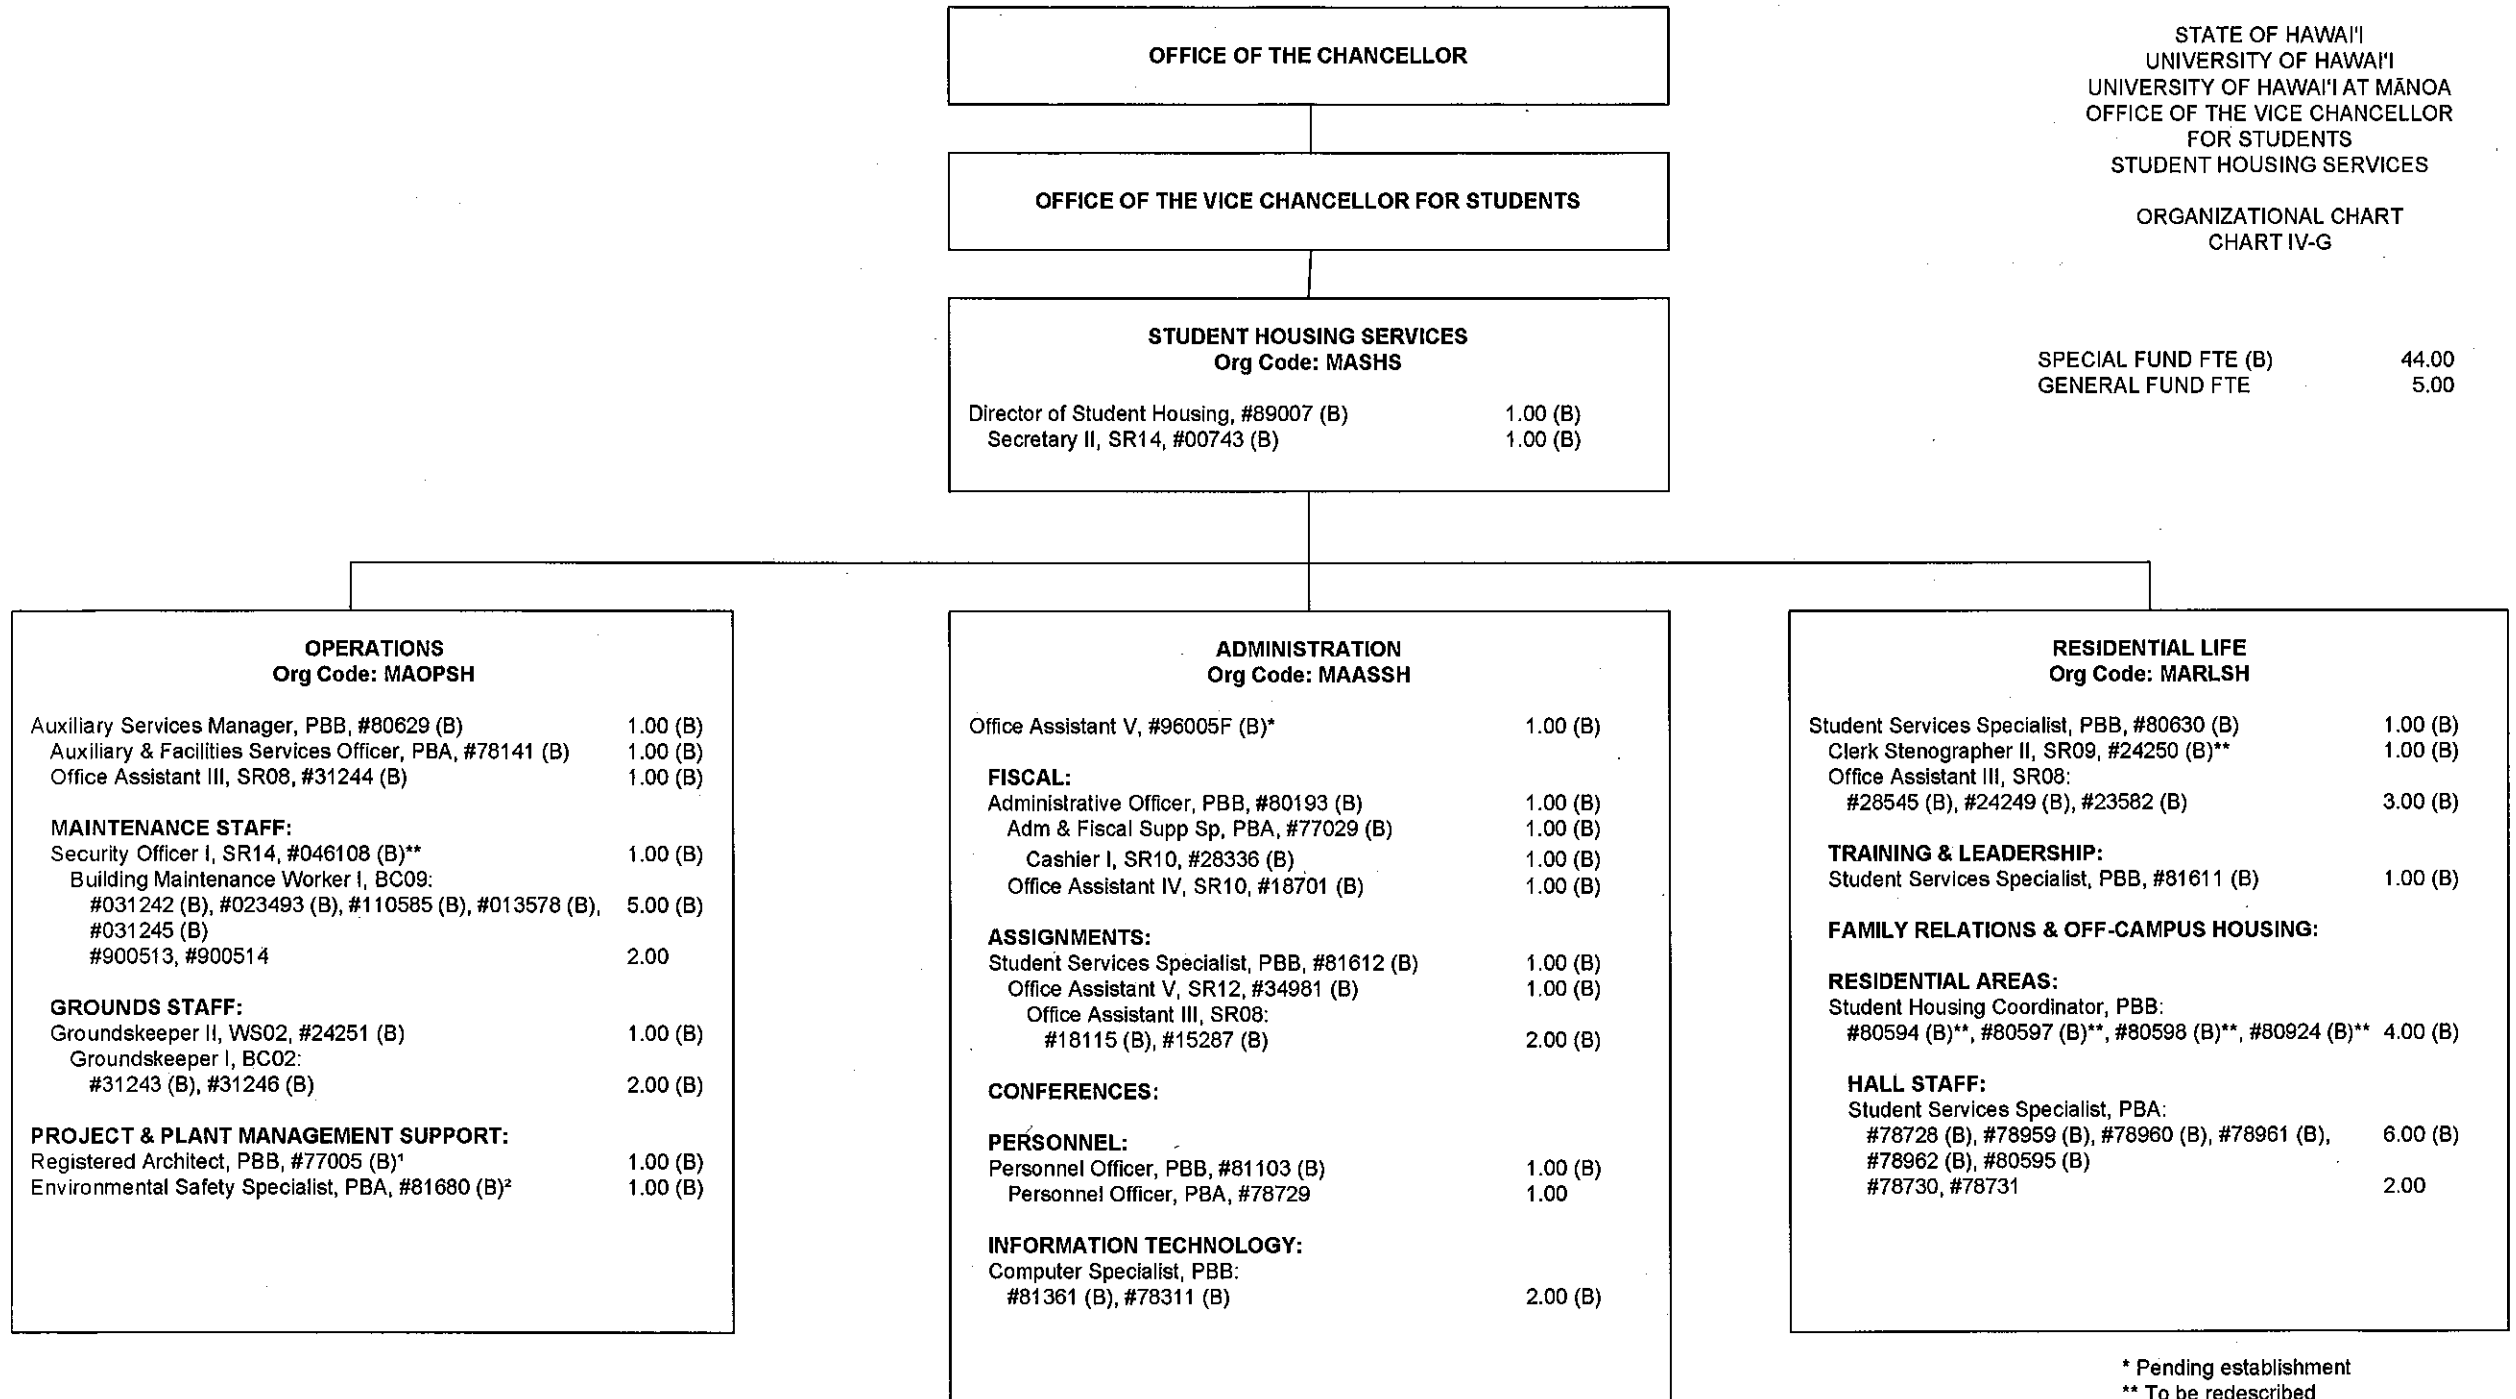 OFFICE OF THE CHANCELLOR
STATE OF HAWAI'I
UNIVERSITY OF HAWAI'I
UNIVERSITY OF HAWAI'I AT MĀNOA
OFFICE OF THE VICE CHANCELLOR
FOR STUDENTS
STUDENT HOUSING SERVICES
ORGANIZATIONAL CHART
CHART IV-G
OFFICE OF THE VICE CHANCELLOR FOR STUDENTS
STUDENT HOUSING SERVICES
Org Code: MASHS
Director of Student Housing, #89007 (B) 1.00 (B)
Secretary II, SR14, #00743 (B) 1.00 (B)
SPECIAL FUND FTE (B) 44.00
GENERAL FUND FTE 5.00
OPERATIONS
Org Code: MAOPSH
Auxiliary Services Manager, PBB, #80629 (B) 1.00 (B)
Auxiliary & Facilities Services Officer, PBA, #78141 (B) 1.00 (B)
Office Assistant III, SR08, #31244 (B) 1.00 (B)
MAINTENANCE STAFF:
Security Officer I, SR14, #046108 (B)** 1.00 (B)
Building Maintenance Worker I, BC09:
#031242 (B), #023493 (B), #110585 (B), #013578 (B), 5.00 (B)
#031245 (B)
#900513, #900514 2.00
GROUNDS STAFF:
Groundskeeper II, WS02, #24251 (B) 1.00 (B)
Groundskeeper I, BC02:
#31243 (B), #31246 (B) 2.00 (B)
PROJECT & PLANT MANAGEMENT SUPPORT:
Registered Architect, PBB, #77005 (B)¹ 1.00 (B)
Environmental Safety Specialist, PBA, #81680 (B)² 1.00 (B)
ADMINISTRATION
Org Code: MAASSH
Office Assistant V, #96005F (B)* 1.00 (B)
FISCAL:
Administrative Officer, PBB, #80193 (B) 1.00 (B)
Adm & Fiscal Supp Sp, PBA, #77029 (B) 1.00 (B)
Cashier I, SR10, #28336 (B) 1.00 (B)
Office Assistant IV, SR10, #18701 (B) 1.00 (B)
ASSIGNMENTS:
Student Services Specialist, PBB, #81612 (B) 1.00 (B)
Office Assistant V, SR12, #34981 (B) 1.00 (B)
Office Assistant III, SR08:
#18115 (B), #15287 (B) 2.00 (B)
CONFERENCES:
PERSONNEL:
Personnel Officer, PBB, #81103 (B) 1.00 (B)
Personnel Officer, PBA, #78729 1.00
INFORMATION TECHNOLOGY:
Computer Specialist, PBB:
#81361 (B), #78311 (B) 2.00 (B)
RESIDENTIAL LIFE
Org Code: MARLSH
Student Services Specialist, PBB, #80630 (B) 1.00 (B)
Clerk Stenographer II, SR09, #24250 (B)** 1.00 (B)
Office Assistant III, SR08:
#28545 (B), #24249 (B), #23582 (B) 3.00 (B)
TRAINING & LEADERSHIP:
Student Services Specialist, PBB, #81611 (B) 1.00 (B)
FAMILY RELATIONS & OFF-CAMPUS HOUSING:
RESIDENTIAL AREAS:
Student Housing Coordinator, PBB:
#80594 (B)**, #80597 (B)**, #80598 (B)**, #80924 (B)** 4.00 (B)
HALL STAFF:
Student Services Specialist, PBA:
#78728 (B), #78959 (B), #78960 (B), #78961 (B), 6.00 (B)
#78962 (B), #80595 (B)
#78730, #78731 2.00
* Pending establishment
** To be redescribed